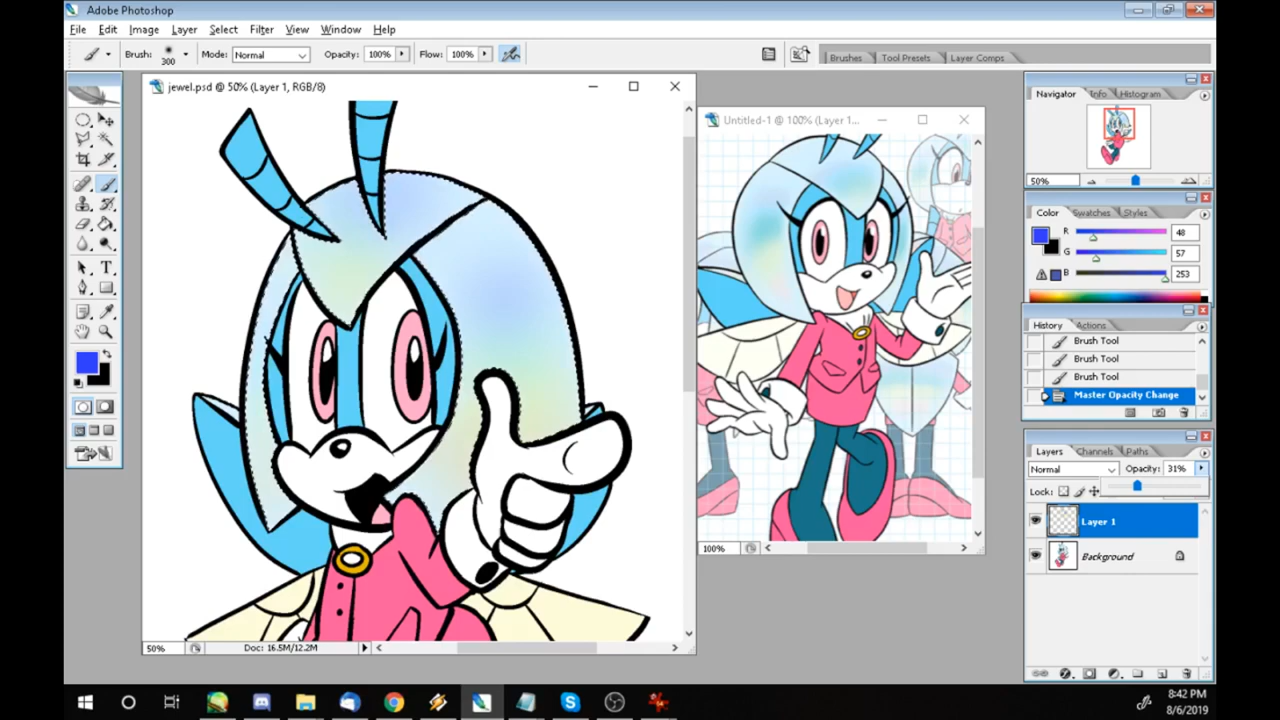 Adobe Photoshop
File Edit Image Layer Select Filter View Window Help
Brush: 300 Mode: Normal Opacity: 100% Flow: 100%
Brushes Tool Presets Layer Comps
jewel.psd @ 50% (Layer 1, RGB/8)
50% Doc: 16.5M/12.2M
Untitled-1 @ 100% (Layer 1...
100%
Navigator Info Histogram
50%
Color Swatches Styles
R 48
G 57
B 253
History Actions
Brush Tool
Brush Tool
Brush Tool
Master Opacity Change
Layers Channels Paths
Normal Opacity: 31%
Lock:
Layer 1
Background
8:42 PM
8/6/2019